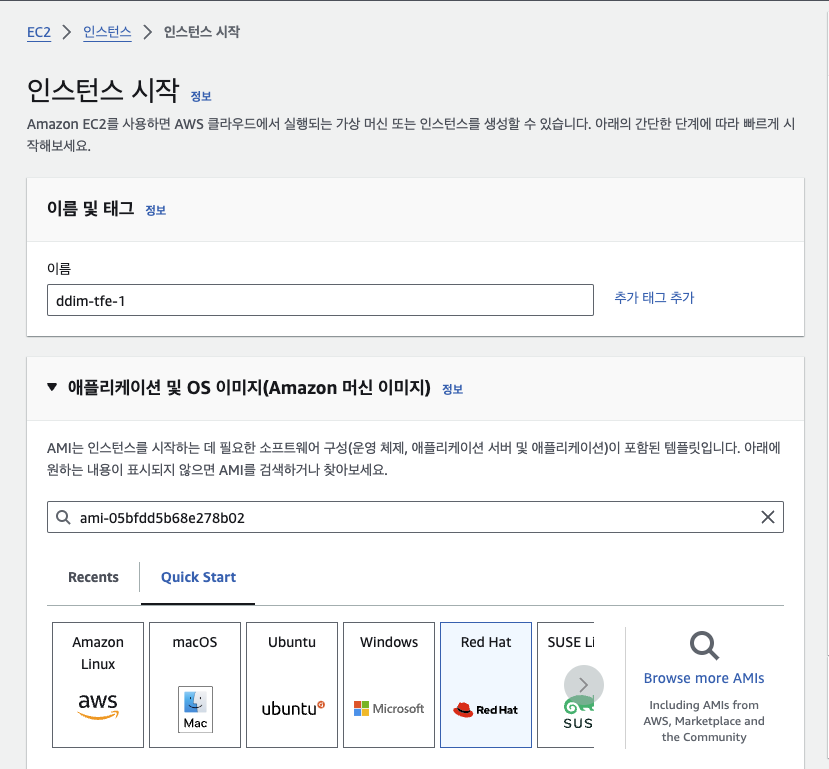 EC2 > 인스턴스 > 인스턴스 시작
인스턴스 시작 정보
Amazon EC2를 사용하면 AWS 클라우드에서 실행되는 가상 머신 또는 인스턴스를 생성할 수 있습니다. 아래의 간단한 단계에 따라 빠르게 시
작해보세요.
이름 및 태그 정보
이름
ddim-tfe-1 추가 태그 추가
애플리케이션 및 OS 이미지(Amazon 머신 이미지) 정보
AMI는 인스턴스를 시작하는 데 필요한 소프트웨어 구성(운영 체제, 애플리케이션 서버 및 애플리케이션)이 포함된 템플릿입니다. 아래에
원하는 내용이 표시되지 않으면 AMI를 검색하거나 찾아보세요.
ami-05bfdd5b68e278b02
Recents Quick Start
Amazon
Linux
aws
macOS
Mac
Ubuntu
ubuntu
Windows
Microsoft
Red Hat
Red Hat
SUSE Li
SUS
Browse more AMIs
Including AMIs from
AWS, Marketplace and
the Community